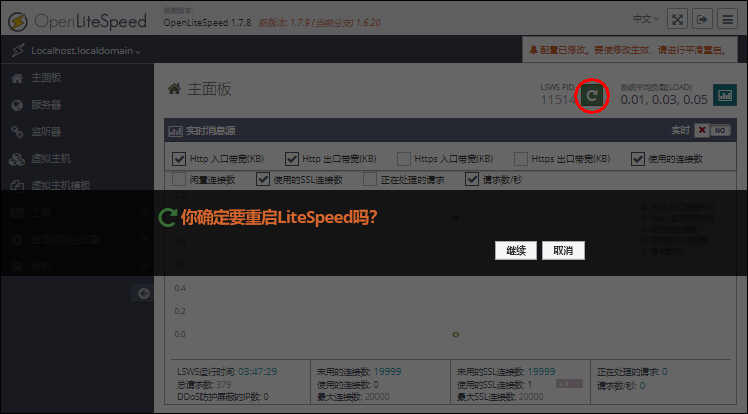 OpenLiteSpeed
OpenLiteSpeed 1.7.8 新版本: 1.7.9 (当前分支) 1.6.20
中文
Localhost.localdomain
配置已修改。要使修改生效，请进行平滑重启。
主面板
服务器
监听器
虚拟主机
虚拟主机模板
主面板
LSWS PID
11514
系统平均负载(LOAD)
0.01, 0.03, 0.05
实时消息源
实时 NO
Http 入口带宽(KB) Http 出口带宽(KB) Https 入口带宽(KB) Https 出口带宽(KB) 使用的连接数
闲置连接数 使用的SSL连接数 正在处理的请求 请求数/秒
你确定要重启LiteSpeed吗?
继续 取消
0.4
0.2
0.0
LSWS运行时间: 03:47:29
总请求数: 379
DDoS防护屏蔽的IP数: 0
未用的连接数: 19999
使用的连接数: 0
最大连接数: 20000
未用的SSL连接数: 19999
使用的SSL连接数: 1
最大SSL连接数: 20000
正在处理的请求: 0
请求数/秒: 0